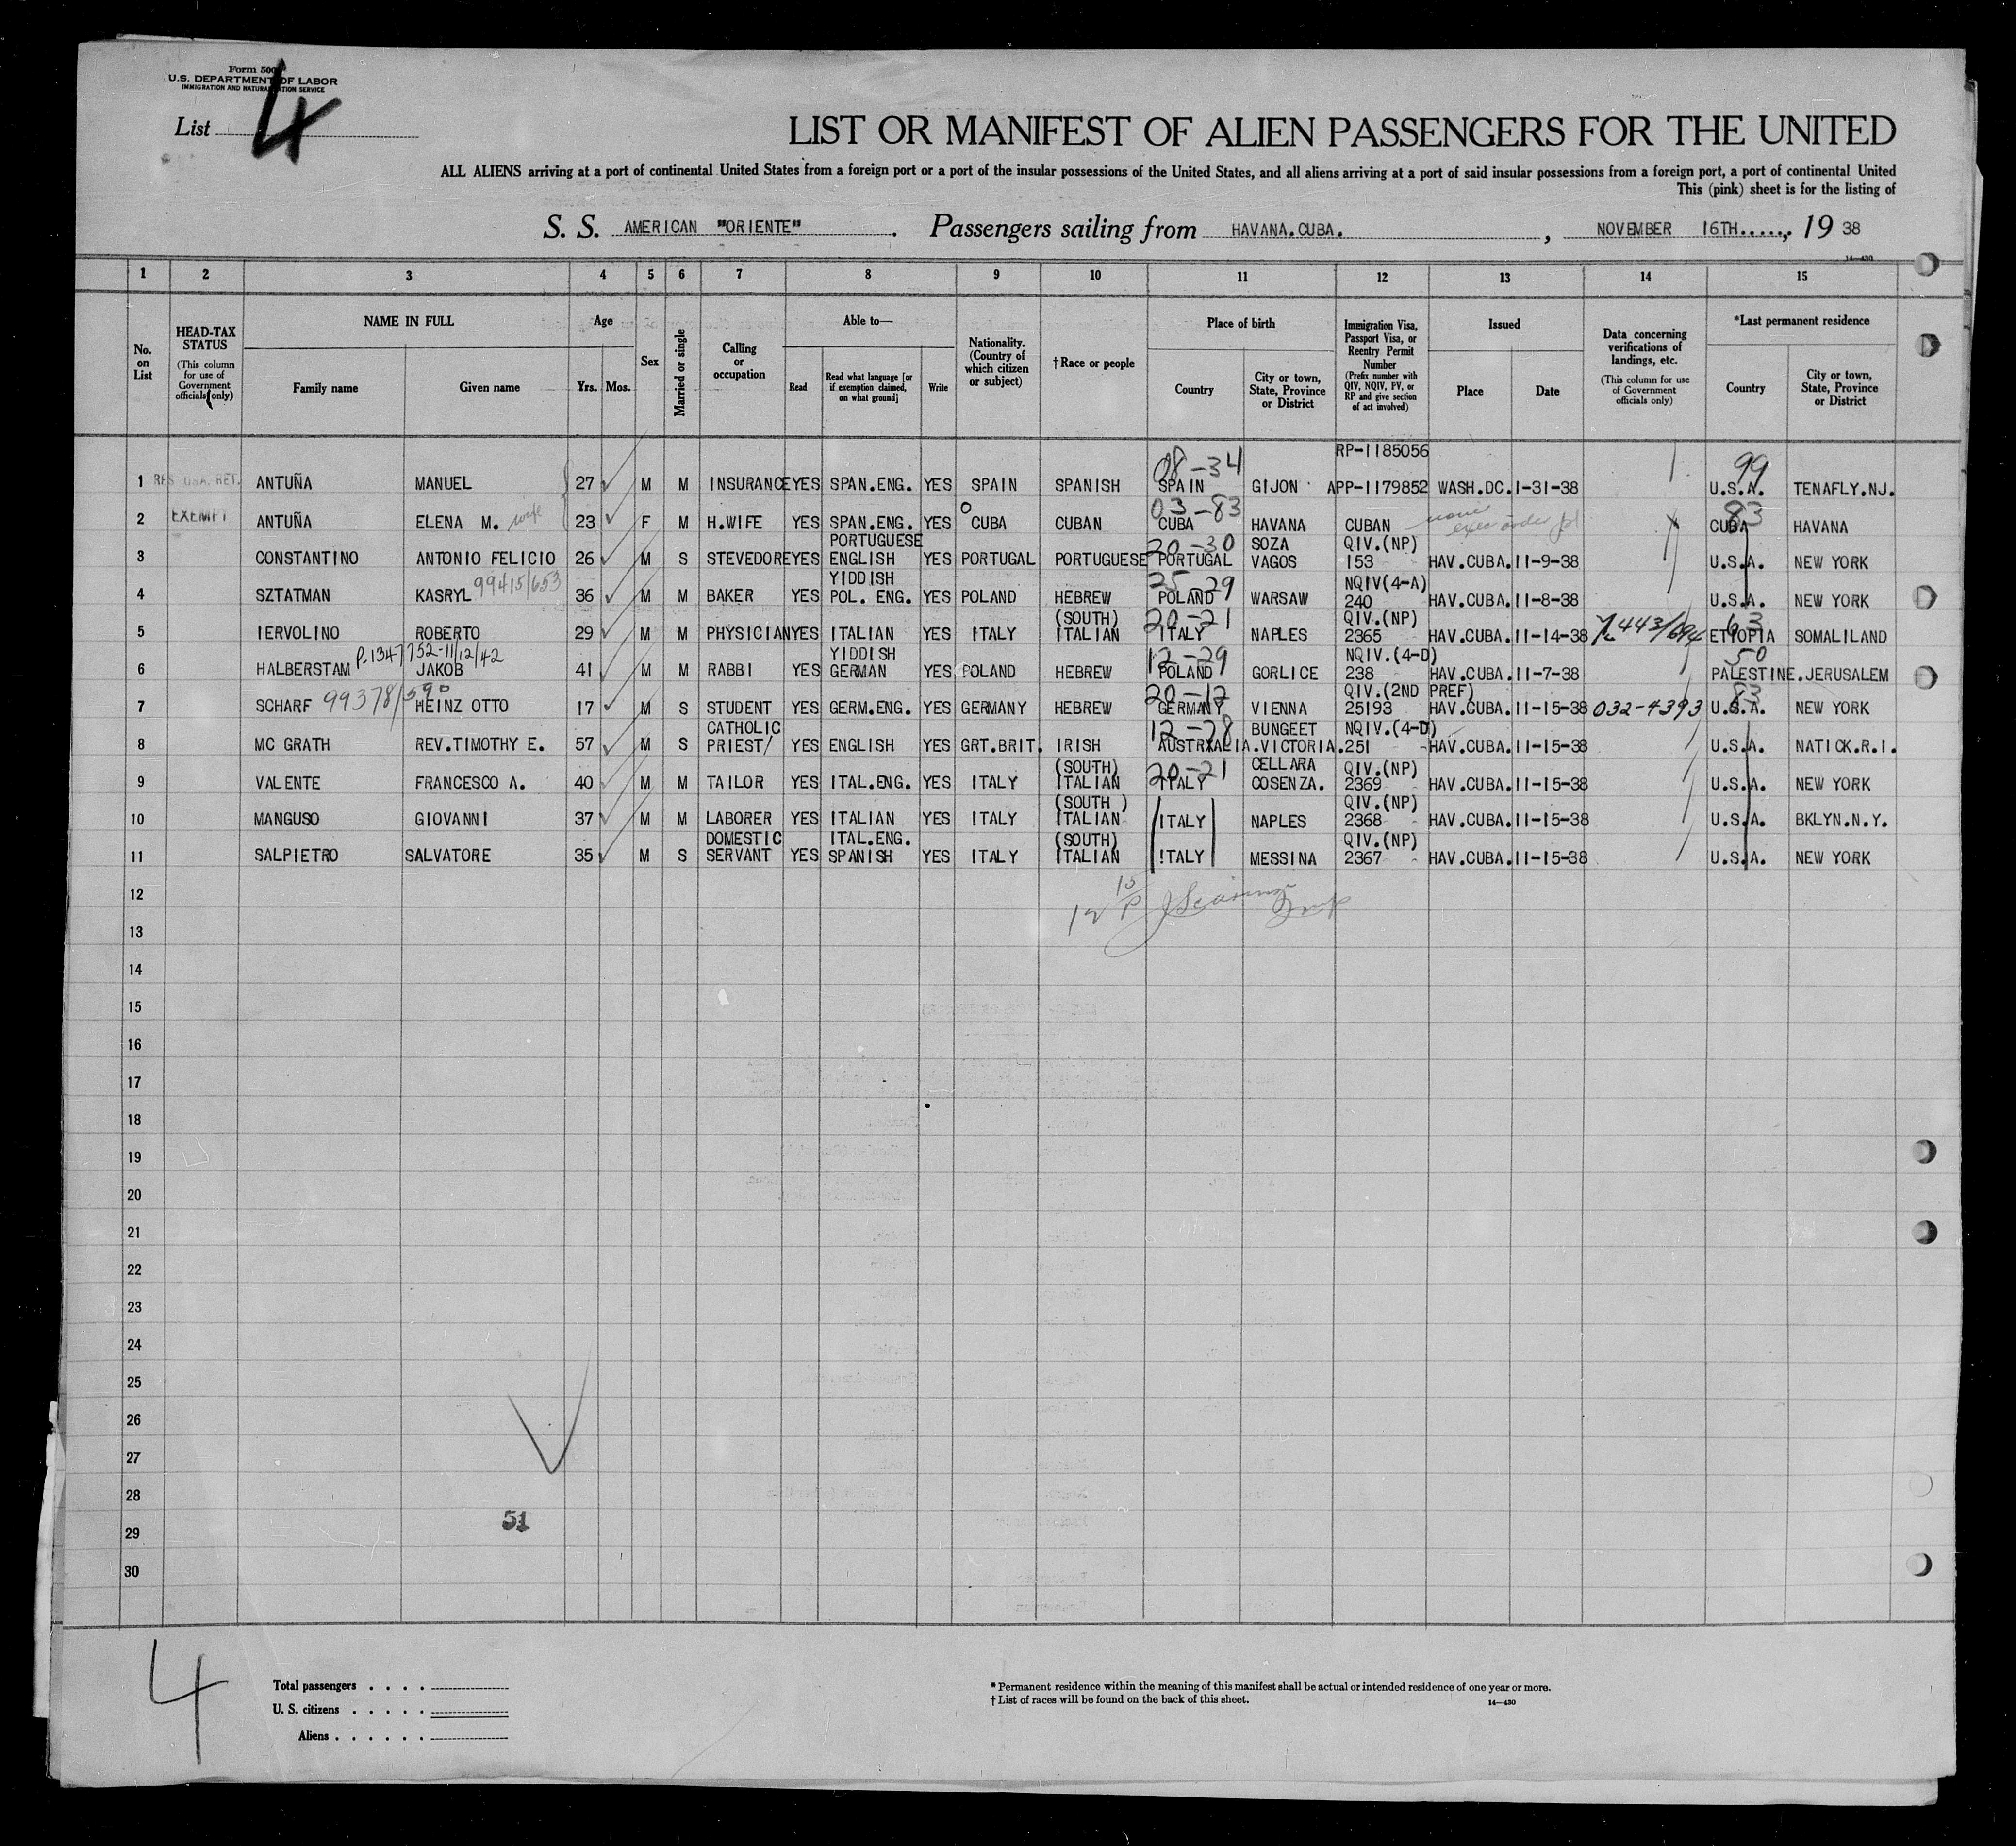 Form 500
U.S. DEPARTMENT OF LABOR
IMMIGRATION AND NATURALIZATION SERVICE
List 4
LIST OR MANIFEST OF ALIEN PASSENGERS FOR THE UNITED
ALL ALIENS arriving at a port of continental United States from a foreign port or a port of the insular possessions of the United States, and all aliens arriving at a port of said insular possessions from a foreign port, a port of continental United
This (pink) sheet is for the listing of
S. S. AMERICAN "ORIENTE". Passengers sailing from HAVANA.CUBA., NOVEMBER 16TH....., 19 38
14—430
1 2 3 4 5 6 7 8 9 10 11 12 13 14 15
No. on List
HEAD-TAX STATUS
(This column for use of Government officials only)
NAME IN FULL
Family name
Given name
Age
Yrs. Mos.
Sex
Married or single
Calling or occupation
Able to—
Read
Read what language [or if exemption claimed, on what ground]
Write
Nationality. (Country of which citizen or subject)
† Race or people
Place of birth
Country
City or town, State, Province or District
Immigration Visa, Passport Visa, or Reentry Permit Number
(Prefix number with QIV, NQIV, PV, or RP and give section of act involved)
Issued
Place
Date
Data concerning verifications of landings, etc.
(This column for use of Government officials only)
*Last permanent residence
Country
City or town, State, Province or District
RP-1185056
08-34 99
1 RES USA. RET. ANTUÑA MANUEL 27 M M INSURANCE YES SPAN.ENG. YES SPAIN SPANISH SPAIN GIJON APP-1179852 WASH.DC. 1-31-38 U.S.A. TENAFLY.NJ.
03-83 83
2 EXEMPT ANTUÑA ELENA M. wife 23 F M H.WIFE YES SPAN.ENG. YES CUBA CUBAN CUBA HAVANA CUBAN none exec order CUBA HAVANA
PORTUGUESE 20-30 SOZA QIV.(NP)
3 CONSTANTINO ANTONIO FELICIO 26 M S STEVEDORE YES ENGLISH YES PORTUGAL PORTUGUESE PORTUGAL VAGOS 153 HAV.CUBA. 11-9-38 U.S.A. NEW YORK
99415/653 YIDDISH 25-29 NQIV(4-A)
4 SZTATMAN KASRYL 36 M M BAKER YES POL. ENG. YES POLAND HEBREW POLAND WARSAW 240 HAV.CUBA. 11-8-38 U.S.A. NEW YORK
(SOUTH) 20-21 QIV.(NP) 63
5 IERVOLINO ROBERTO 29 M M PHYSICIAN YES ITALIAN YES ITALY ITALIAN ITALY NAPLES 2365 HAV.CUBA. 11-14-38 443/694 ETIOPIA SOMALILAND
P.1347752-11/12/42 YIDDISH 12-29 NQIV.(4-D) 50
6 HALBERSTAM JAKOB 41 M M RABBI YES GERMAN YES POLAND HEBREW POLAND GORLICE 238 HAV.CUBA. 11-7-38 PALESTINE.JERUSALEM
99378/590 20-12 QIV.(2ND PREF) 83
7 SCHARF HEINZ OTTO 17 M S STUDENT YES GERM.ENG. YES GERMANY HEBREW GERMANY VIENNA 25193 HAV.CUBA. 11-15-38 032-4393 U.S.A. NEW YORK
CATHOLIC 12-28 BUNGEET NQIV.(4-D)
8 MC GRATH REV.TIMOTHY E. 57 M S PRIEST/ YES ENGLISH YES GRT.BRIT. IRISH AUSTRALIA.VICTORIA. 251 HAV.CUBA. 11-15-38 U.S.A. NATICK.R.I.
(SOUTH) 20-21 CELLARA QIV.(NP)
9 VALENTE FRANCESCO A. 40 M M TAILOR YES ITAL.ENG. YES ITALY ITALIAN ITALY COSENZA. 2369 HAV.CUBA. 11-15-38 U.S.A. NEW YORK
(SOUTH ) QIV.(NP)
10 MANGUSO GIOVANNI 37 M M LABORER YES ITALIAN YES ITALY ITALIAN ITALY NAPLES 2368 HAV.CUBA. 11-15-38 U.S.A. BKLYN.N.Y.
DOMESTIC ITAL.ENG. (SOUTH) QIV.(NP)
11 SALPIETRO SALVATORE 35 M S SERVANT YES SPANISH YES ITALY ITALIAN ITALY MESSINA 2367 HAV.CUBA. 11-15-38 U.S.A. NEW YORK
12
13
14
15
16
17
18
19
20
21
22
23
24
25
26
27
28
51
29
30
4
Total passengers . . . .
U. S. citizens . . . . .
Aliens . . . . . .
* Permanent residence within the meaning of this manifest shall be actual or intended residence of one year or more.
† List of races will be found on the back of this sheet.
14—430